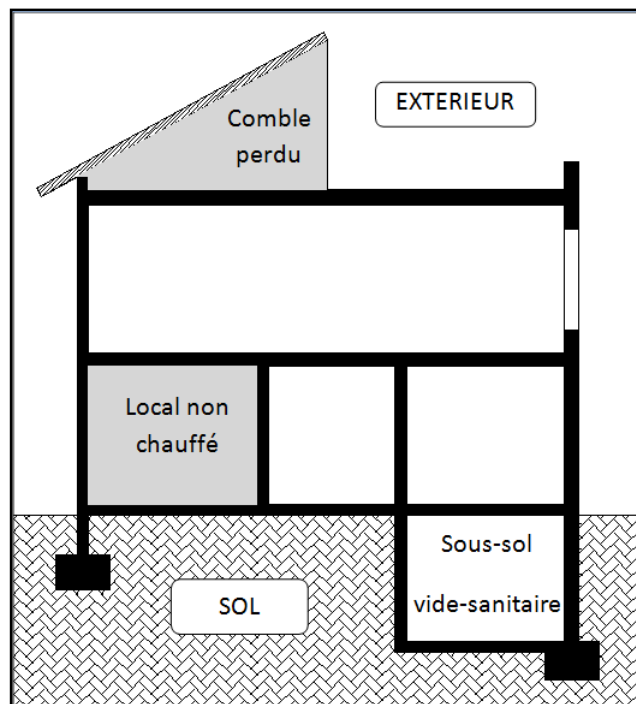 Comble
perdu
EXTERIEUR
Local non
chauffé
Sous-sol
vide-sanitaire
SOL